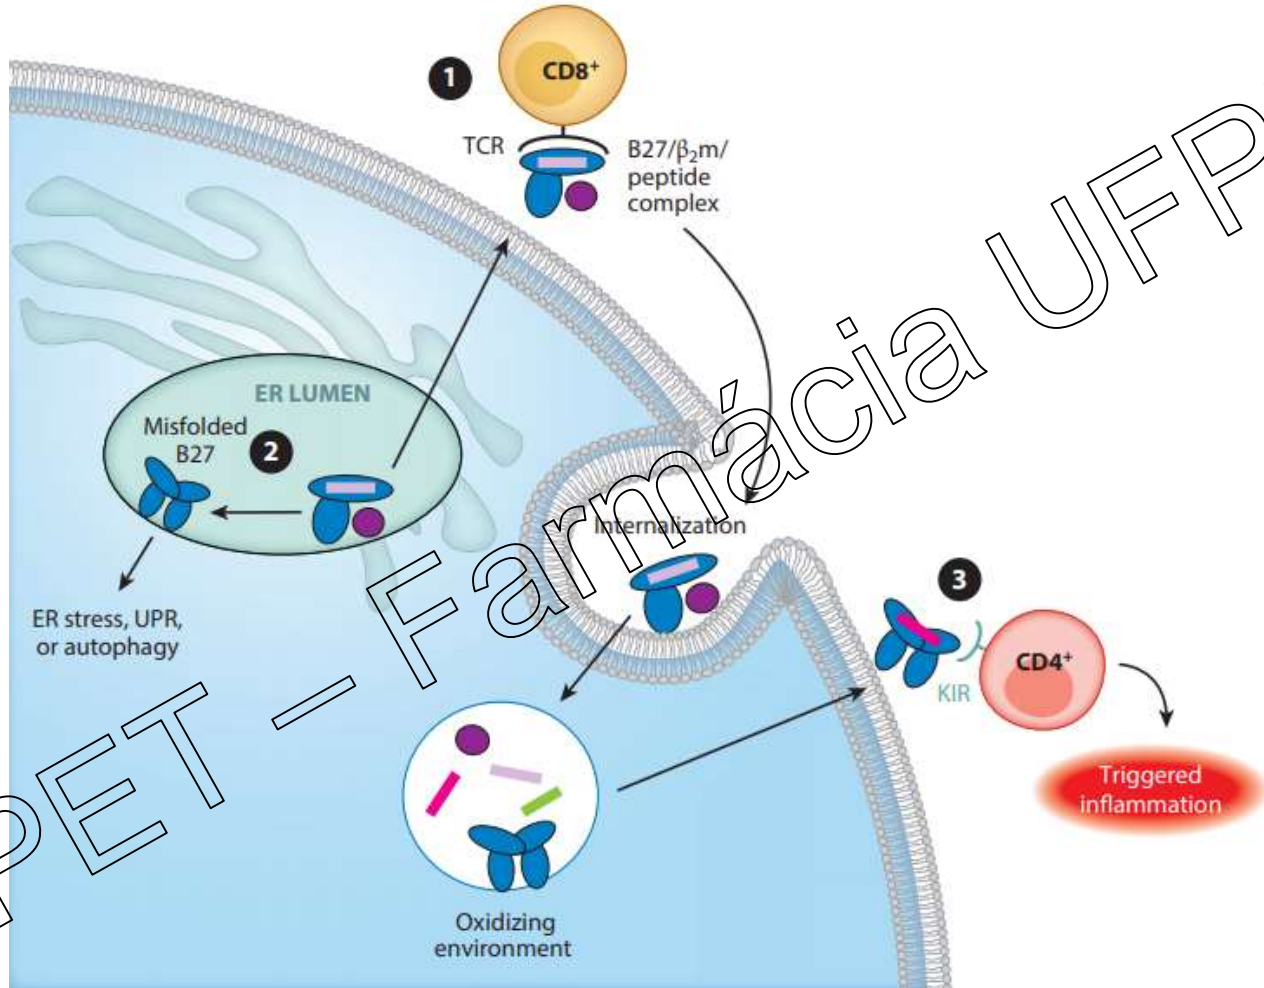 1
CD8⁺
TCR
B27/β₂m/
peptide
complex
ER LUMEN
Misfolded
B27
2
ER stress, UPR,
or autophagy
Internalization
3
CD4⁺
KIR
Triggered
inflammation
Oxidizing
environment
PET – Farmácia UFP